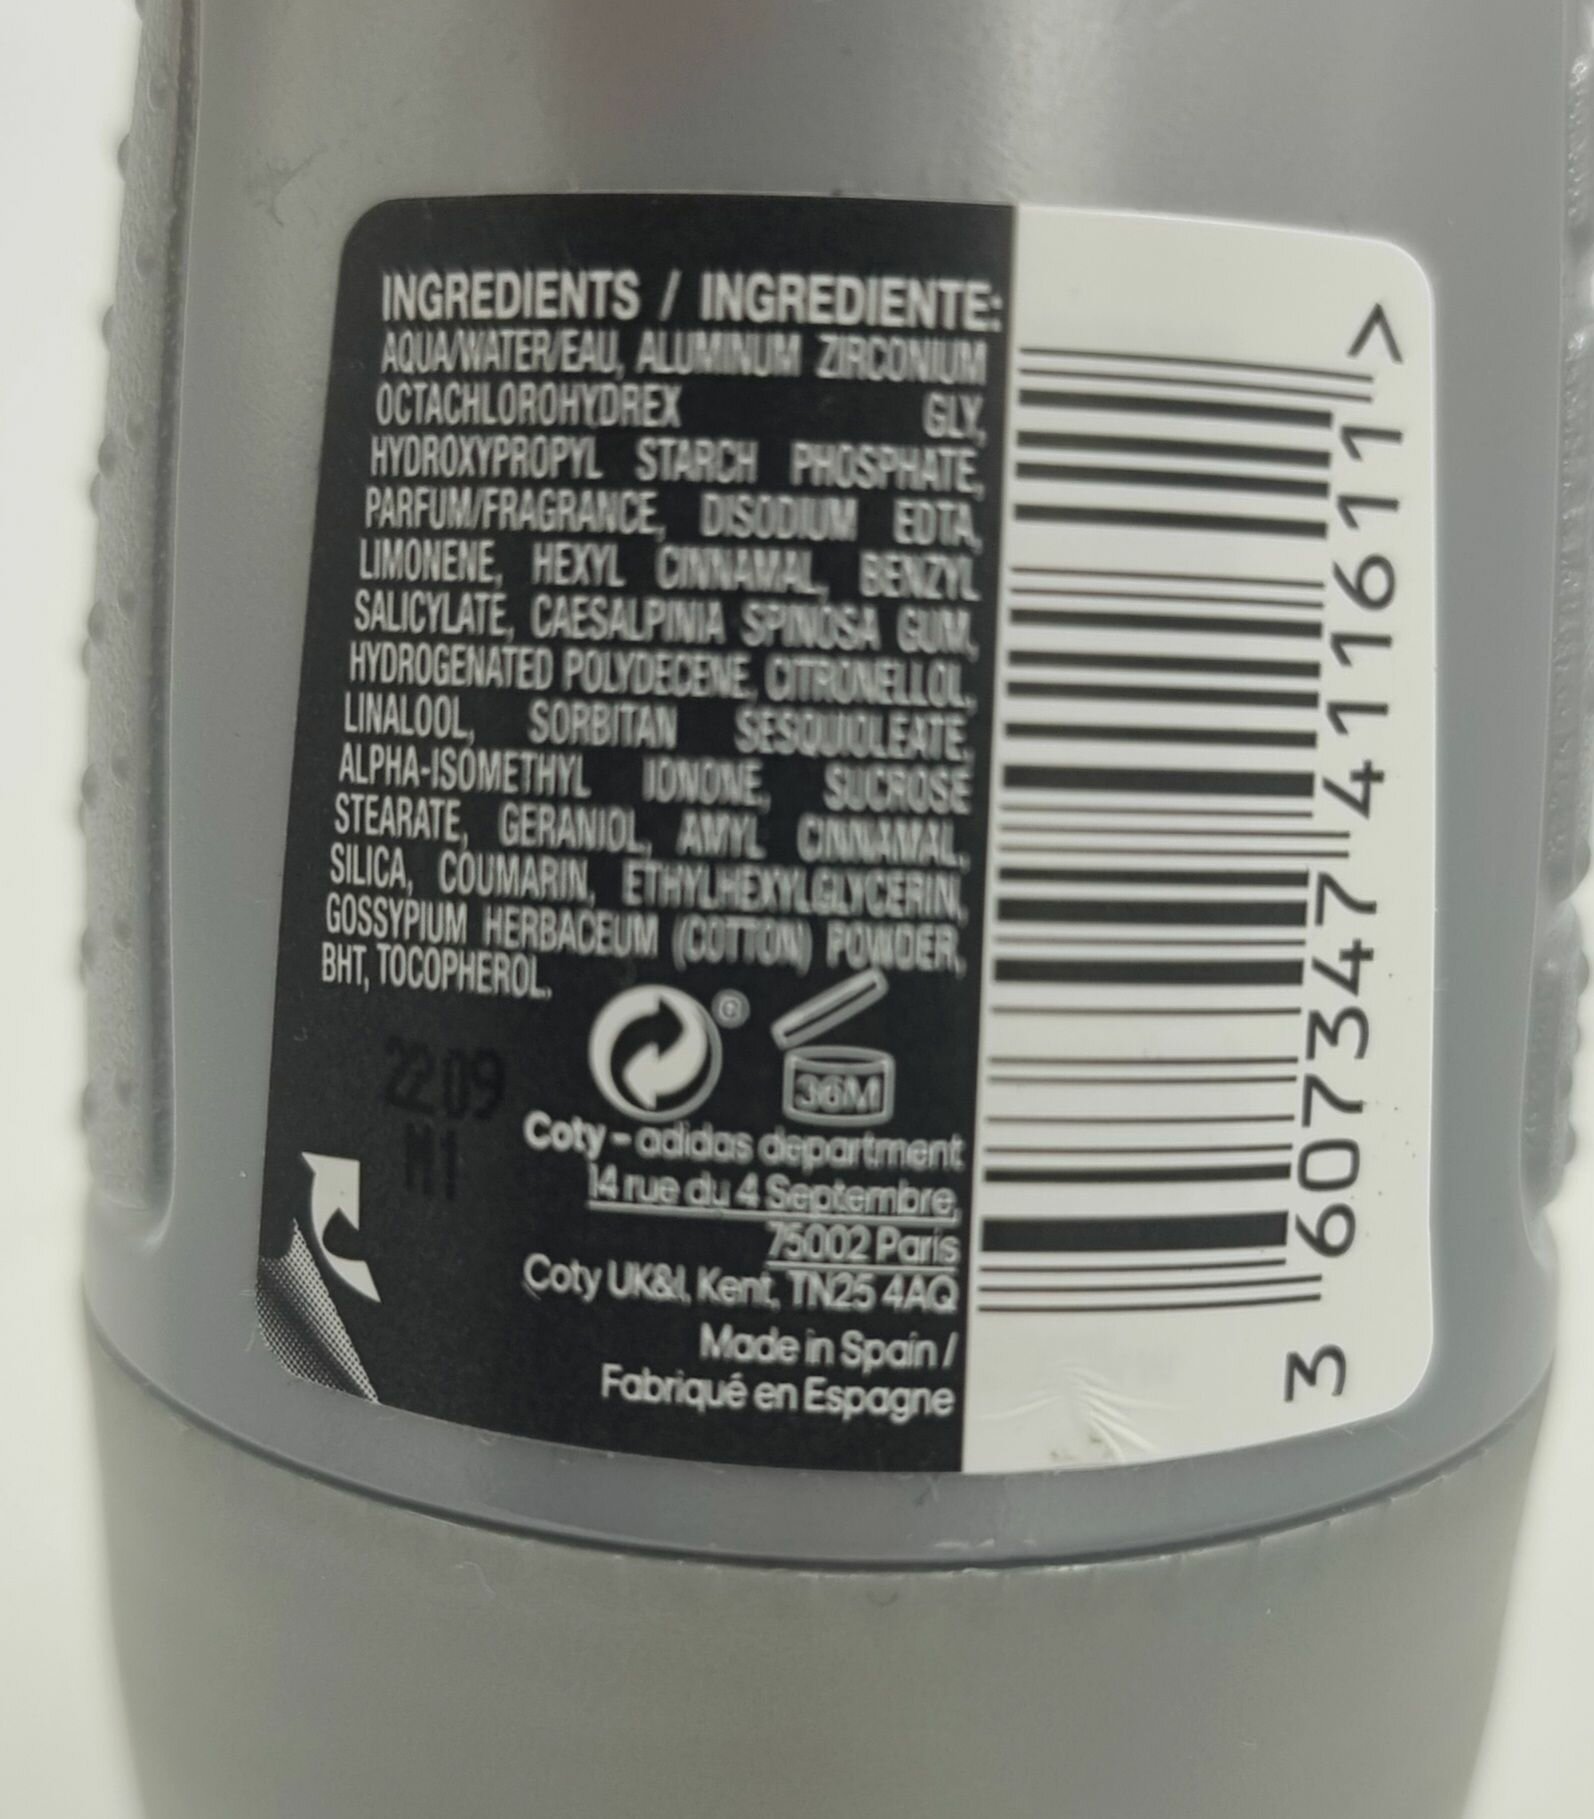 INGREDIENTS / INGREDIENTE:
AQUA/WATER/EAU, ALUMINUM ZIRCONIUM
OCTACHLOROHYDREX GLY,
HYDROXYPROPYL STARCH PHOSPHATE,
PARFUM/FRAGRANCE, DISODIUM EDTA,
LIMONENE, HEXYL CINNAMAL, BENZYL
SALICYLATE, CAESALPINIA SPINOSA GUM,
HYDROGENATED POLYDECENE, CITRONELLOL,
LINALOOL, SORBITAN SESQUIOLEATE,
ALPHA-ISOMETHYL IONONE, SUCROSE
STEARATE, GERANIOL, AMYL CINNAMAL,
SILICA, COUMARIN, ETHYLHEXYLGLYCERIN,
GOSSYPIUM HERBACEUM (COTTON) POWDER,
BHT, TOCOPHEROL.
®
36M
2209
N1
Coty - adidas department
14 rue du 4 Septembre,
75002 Paris
Coty UK&I, Kent, TN25 4AQ
Made in Spain /
Fabriqué en Espagne
3 607347 411611 >